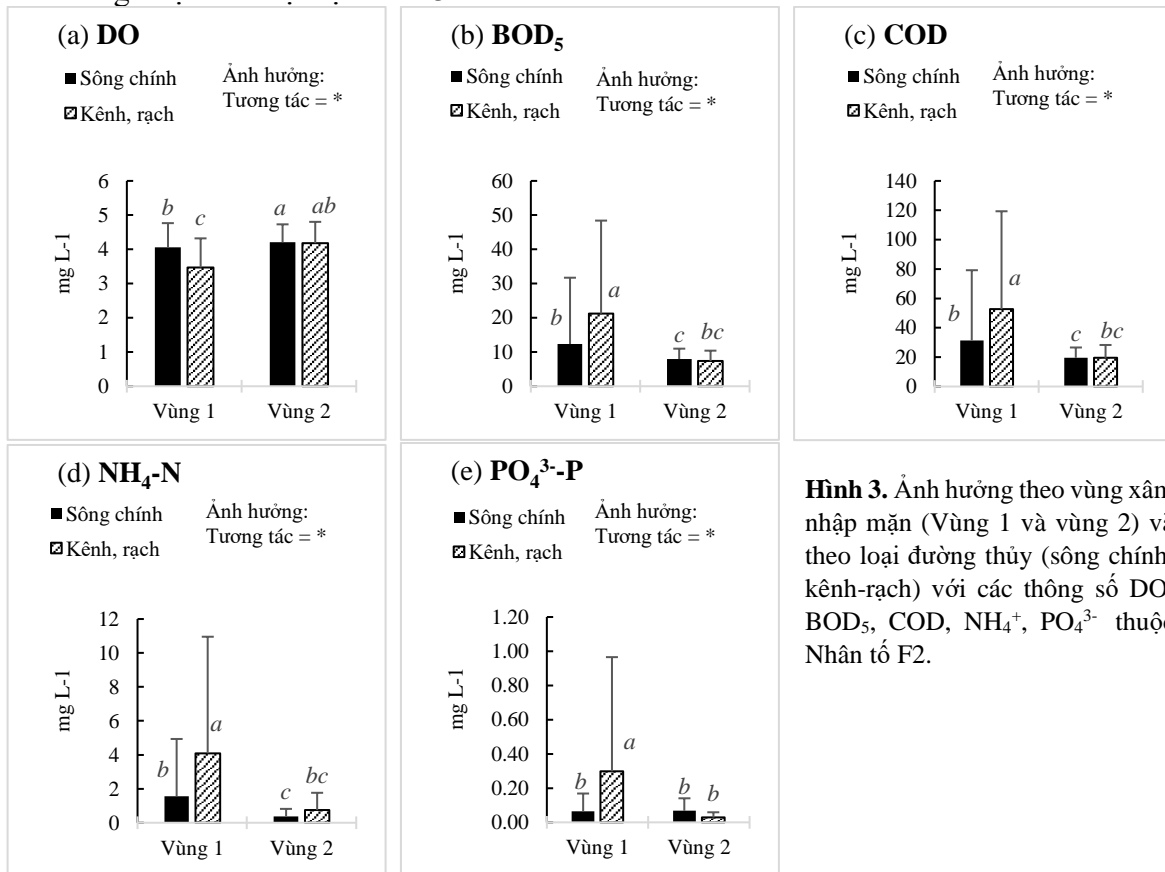 (a) DO
■ Sông chính
Ảnh hưởng:
Tương tác = *
Kênh, rạch
mg L-1
6
5
4
3
2
1
0
b
c
a
ab
Vùng 1
Vùng 2
(b) BOD₅
■ Sông chính
Ảnh hưởng:
Tương tác = *
Kênh, rạch
mg L-1
60
50
40
30
20
10
0
b
a
c
bc
Vùng 1
Vùng 2
(c) COD
■ Sông chính
Ảnh hưởng:
Tương tác = *
Kênh, rạch
mg L-1
140
120
100
80
60
40
20
0
b
a
c
bc
Vùng 1
Vùng 2
(d) NH₄-N
■ Sông chính
Ảnh hưởng:
Tương tác = *
Kênh, rạch
mg L-1
12
10
8
6
4
2
0
b
a
c
bc
Vùng 1
Vùng 2
(e) PO₄³⁻-P
■ Sông chính
Ảnh hưởng:
Tương tác = *
Kênh, rạch
mg L-1
1.20
1.00
0.80
0.60
0.40
0.20
0.00
b
a
b
b
Vùng 1
Vùng 2
Hình 3. Ảnh hưởng theo vùng xâm
nhập mặn (Vùng 1 và vùng 2) và
theo loại đường thủy (sông chính,
kênh-rạch) với các thông số DO,
BOD₅, COD, NH₄⁺, PO₄³⁻ thuộc
Nhân tố F2.